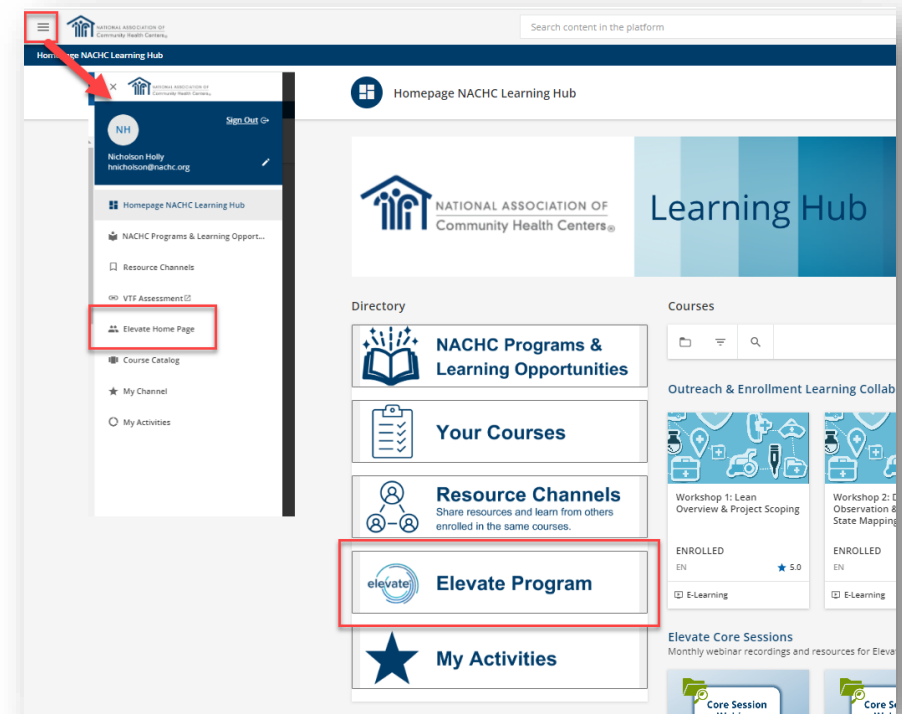 NATIONAL ASSOCIATION OF
Community Health Centers®
Search content in the platform
Homepage NACHC Learning Hub
NATIONAL ASSOCIATION OF
Community Health Centers®
NH
Sign Out
Nicholson Holly
hnicholson@nachc.org
Homepage NACHC Learning Hub
NACHC Programs & Learning Opport...
Resource Channels
VTF Assessment
Elevate Home Page
Course Catalog
My Channel
My Activities
Homepage NACHC Learning Hub
NATIONAL ASSOCIATION OF
Community Health Centers®
Learning Hub
Directory
NACHC Programs &
Learning Opportunities
Your Courses
Resource Channels
Share resources and learn from others
enrolled in the same courses.
elevate
Elevate Program
My Activities
Courses
Outreach & Enrollment Learning Collab
Workshop 1: Lean
Overview & Project Scoping
ENROLLED
EN
5.0
E-Learning
Workshop 2: D
Observation &
State Mapping
ENROLLED
EN
E-Learning
Elevate Core Sessions
Monthly webinar recordings and resources for Eleva
Core Session
Core Se